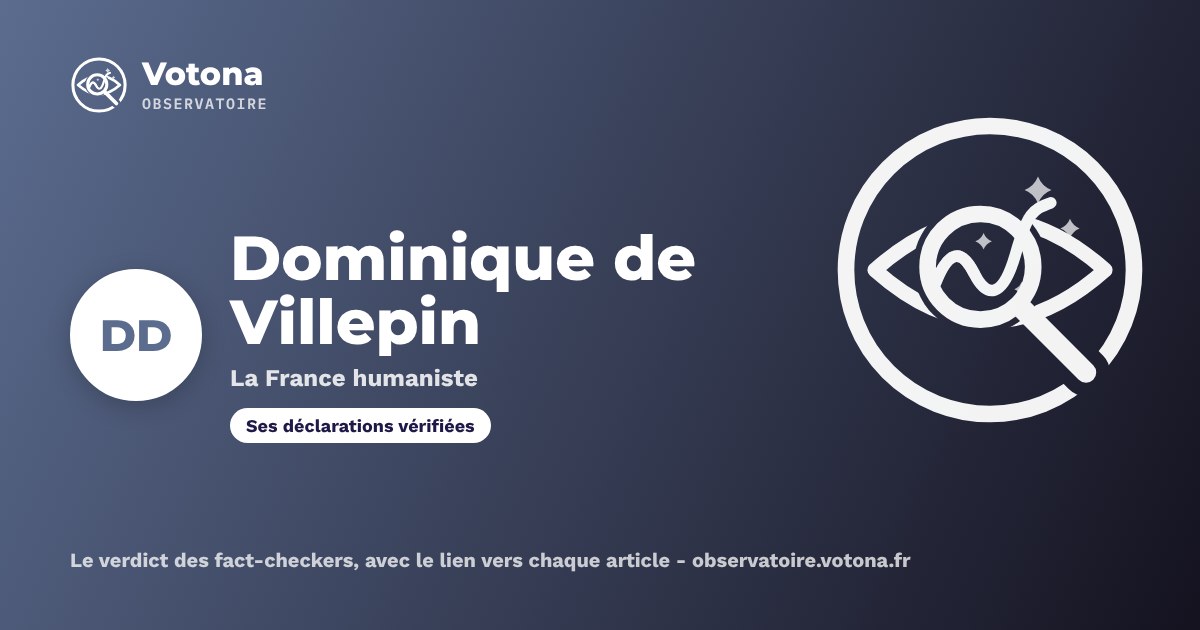 Votona
OBSERVATOIRE
DD
Dominique de
Villepin
La France humaniste
Ses déclarations vérifiées
Le verdict des fact-checkers, avec le lien vers chaque article - observatoire.votona.fr